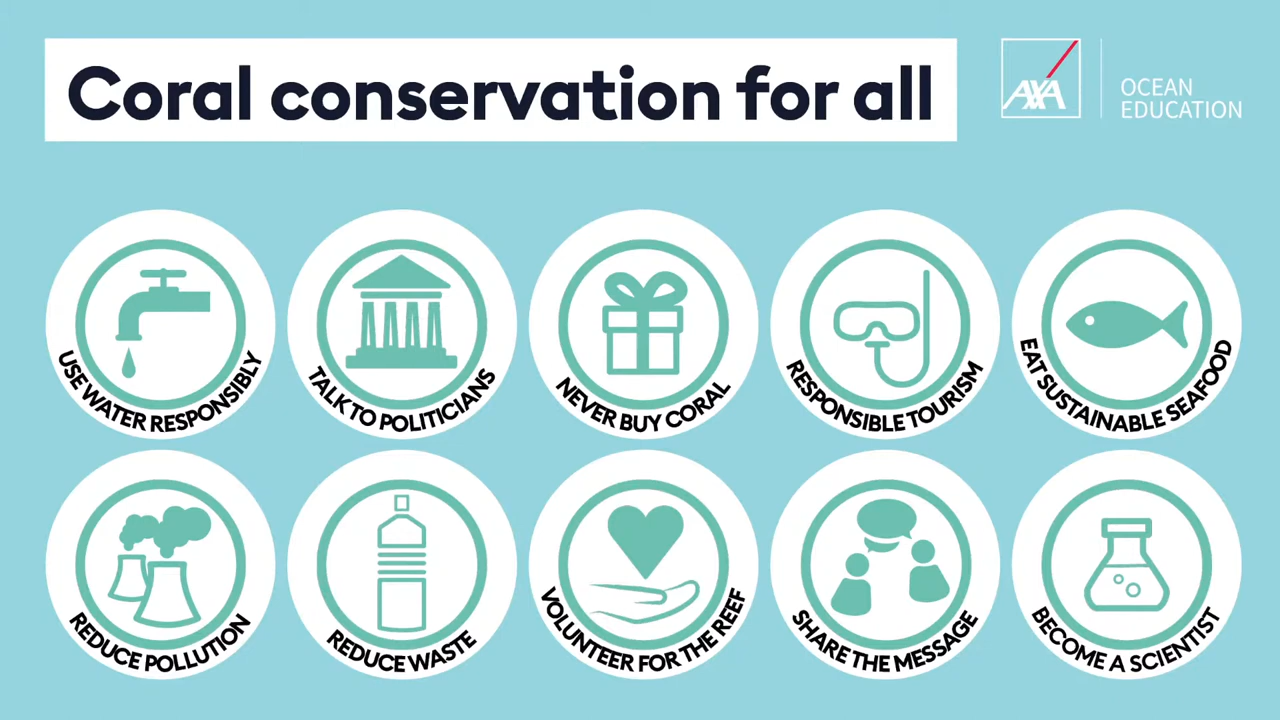 Coral conservation for all
AXA
OCEAN
EDUCATION
USE WATER RESPONSIBLY
TALK TO POLITICIANS
NEVER BUY CORAL
RESPONSIBLE TOURISM
EAT SUSTAINABLE SEAFOOD
REDUCE POLLUTION
REDUCE WASTE
VOLUNTEER FOR THE REEF
SHARE THE MESSAGE
BECOME A SCIENTIST